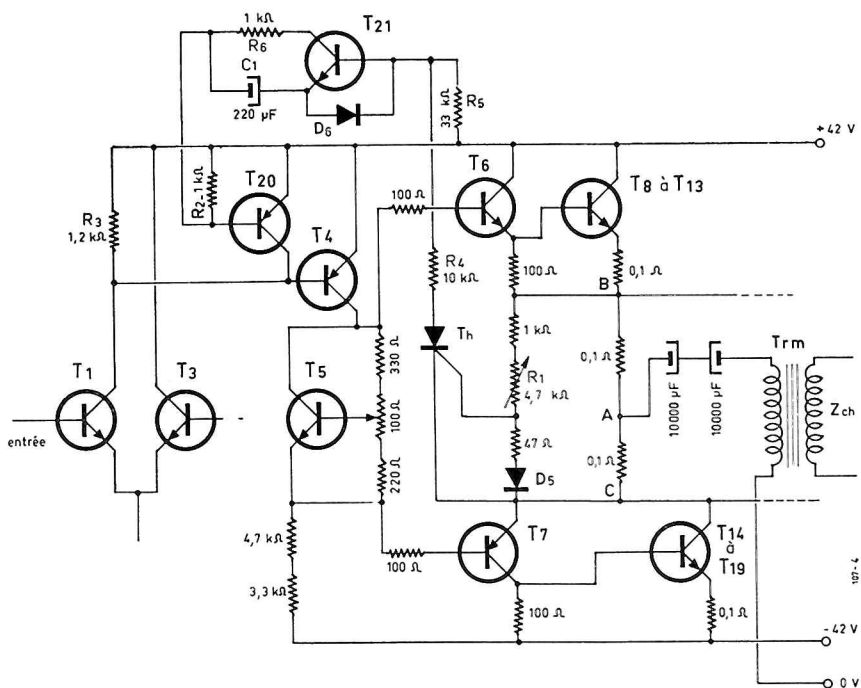 1 kΩ
R6
T21
C1
220 µF
D6
33 kΩ
R5
+ 42 V
R2-1 kΩ
T20
T6
T8 à T13
100 Ω
R3
1,2 kΩ
T4
R4
10 kΩ
100 Ω
0,1 Ω
B
Th
1 kΩ
0,1 Ω
Trm
T1
T3
T5
330 Ω
R1
4,7 kΩ
A
10000 µF
10000 µF
Zch
entrée
-
100 Ω
47 Ω
0,1 Ω
220 Ω
D5
C
4,7 kΩ
T7
T14
à
T19
100 Ω
3,3 kΩ
100 Ω
0,1 Ω
107-4
- 42 V
0 V